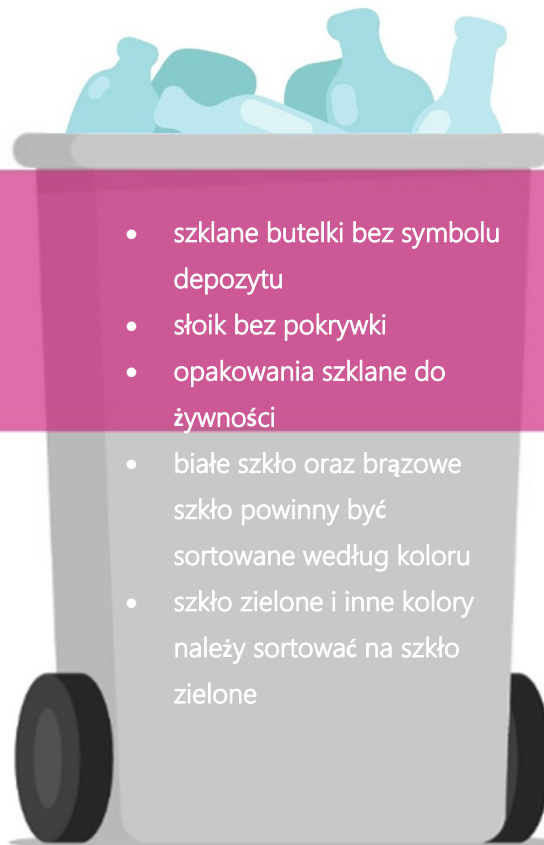 • szklane butelki bez symbolu
depozytu
• słoik bez pokrywki
• opakowania szklane do
żywności
• białe szkło oraz brązowe
szkło powinny być
sortowane według koloru
• szkło zielone i inne kolory
należy sortować na szkło
zielone